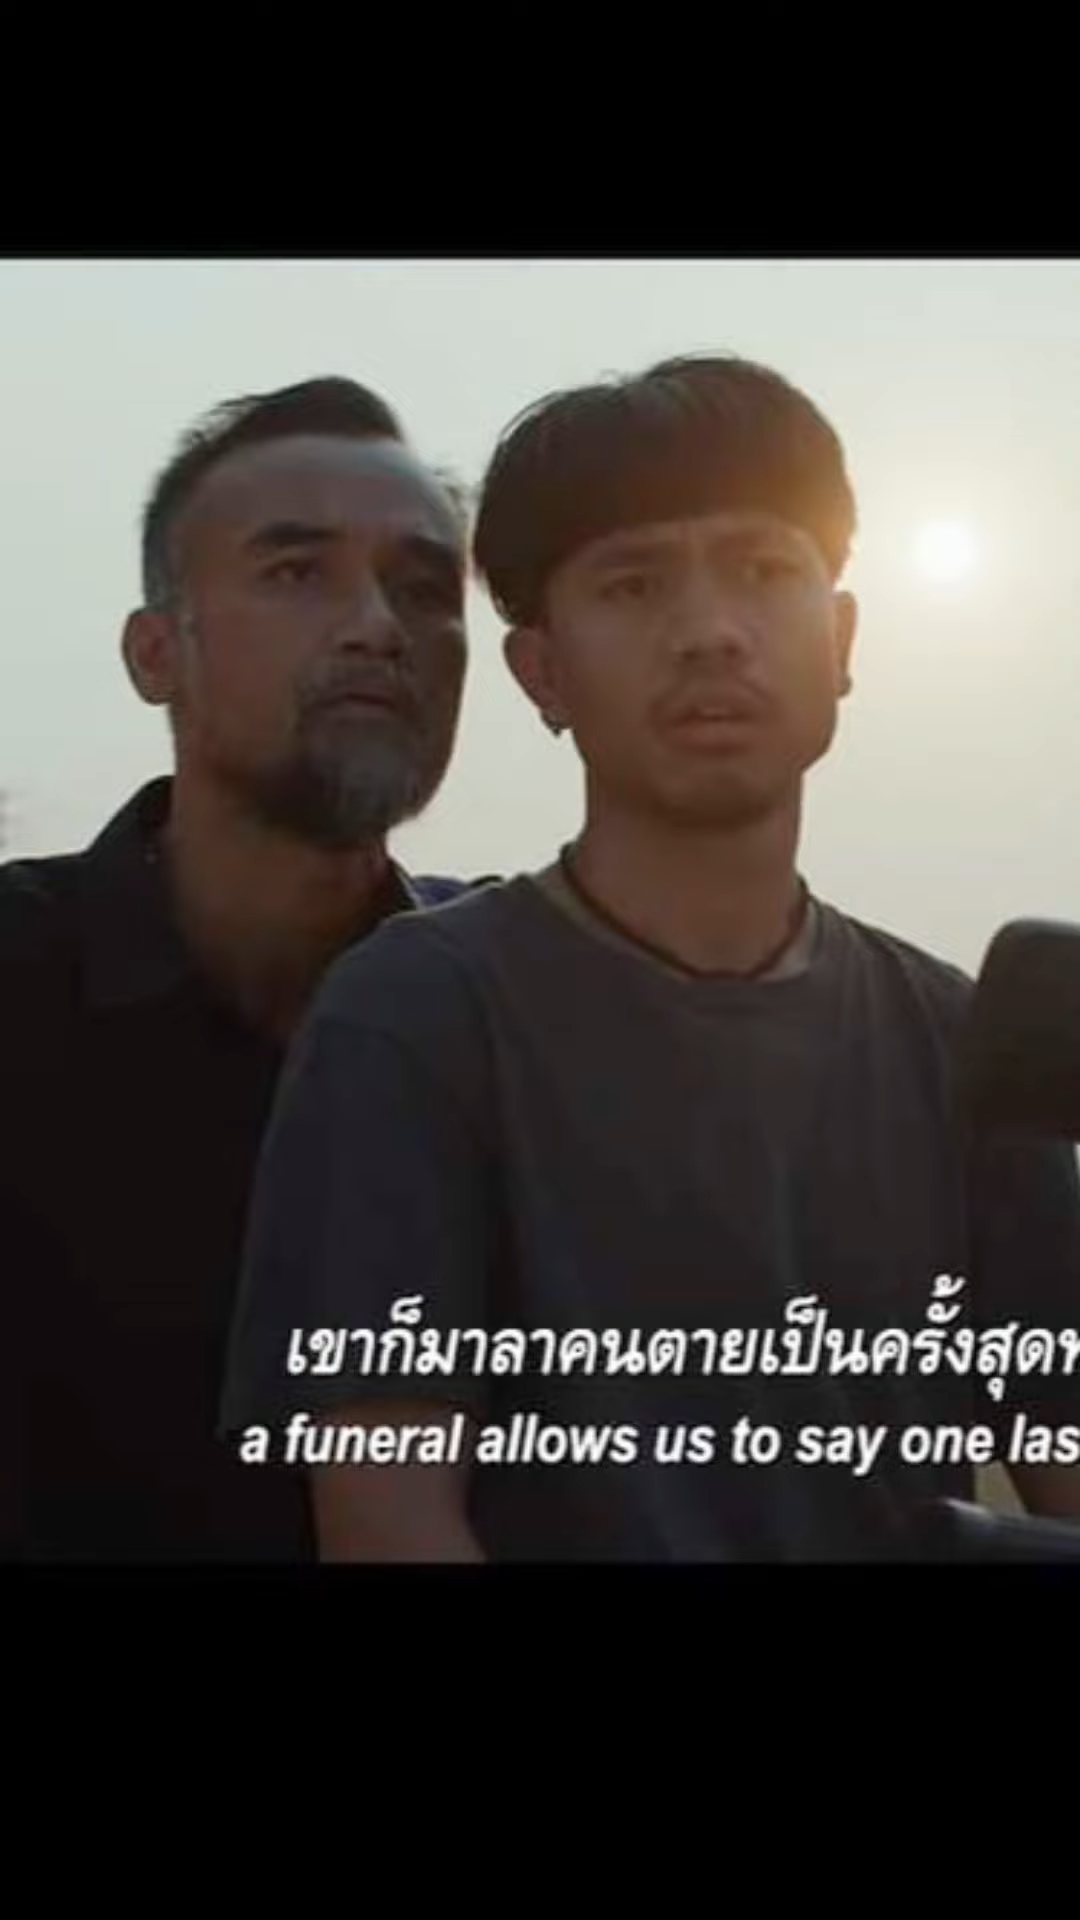 เขาก็มาลาคนตายเป็นครั้งสุด
a funeral allows us to say one las